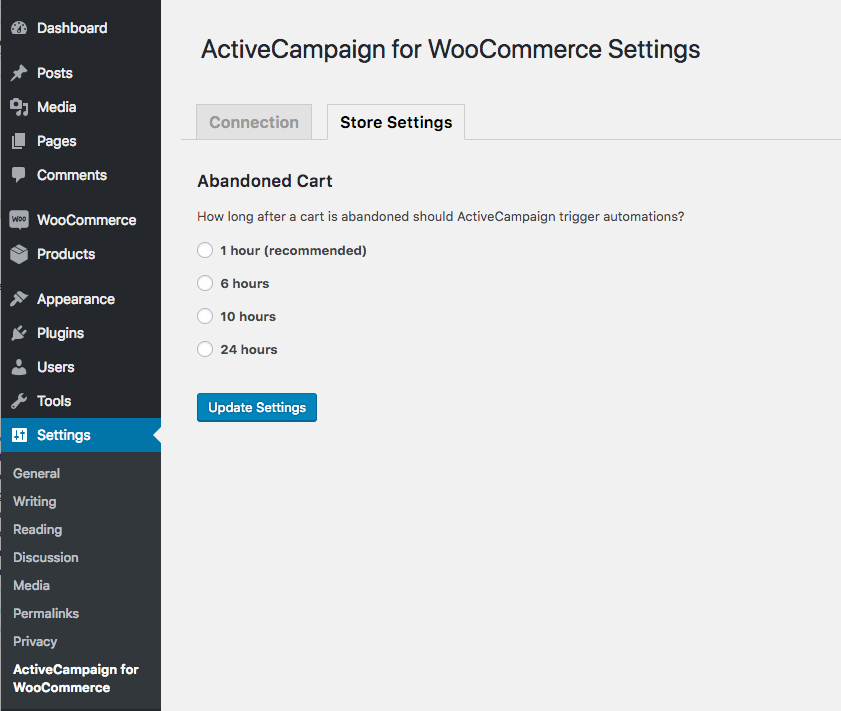 Dashboard
Posts
Media
Pages
Comments
WOO
WooCommerce
Products
Appearance
Plugins
Users
Tools
Settings
General
Writing
Reading
Discussion
Media
Permalinks
Privacy
ActiveCampaign for
WooCommerce
ActiveCampaign for WooCommerce Settings
Connection
Store Settings
Abandoned Cart
How long after a cart is abandoned should ActiveCampaign trigger automations?
1 hour (recommended)
6 hours
10 hours
24 hours
Update Settings